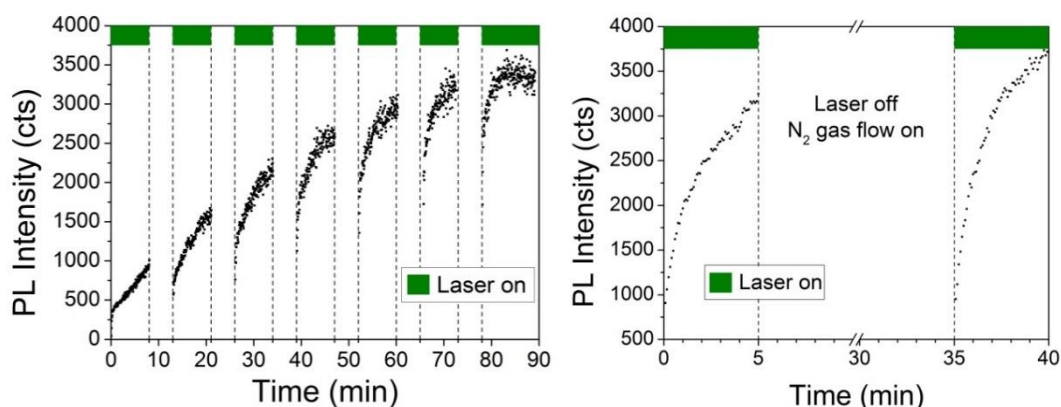 PL Intensity (cts)
4000
3500
3000
2500
2000
1500
1000
500
0
Laser on
0 10 20 30 40 50 60 70 80 90
Time (min)
PL Intensity (cts)
4000
3500
3000
2500
2000
1500
1000
500
Laser off
N₂ gas flow on
Laser on
0 5 30 35 40
Time (min)